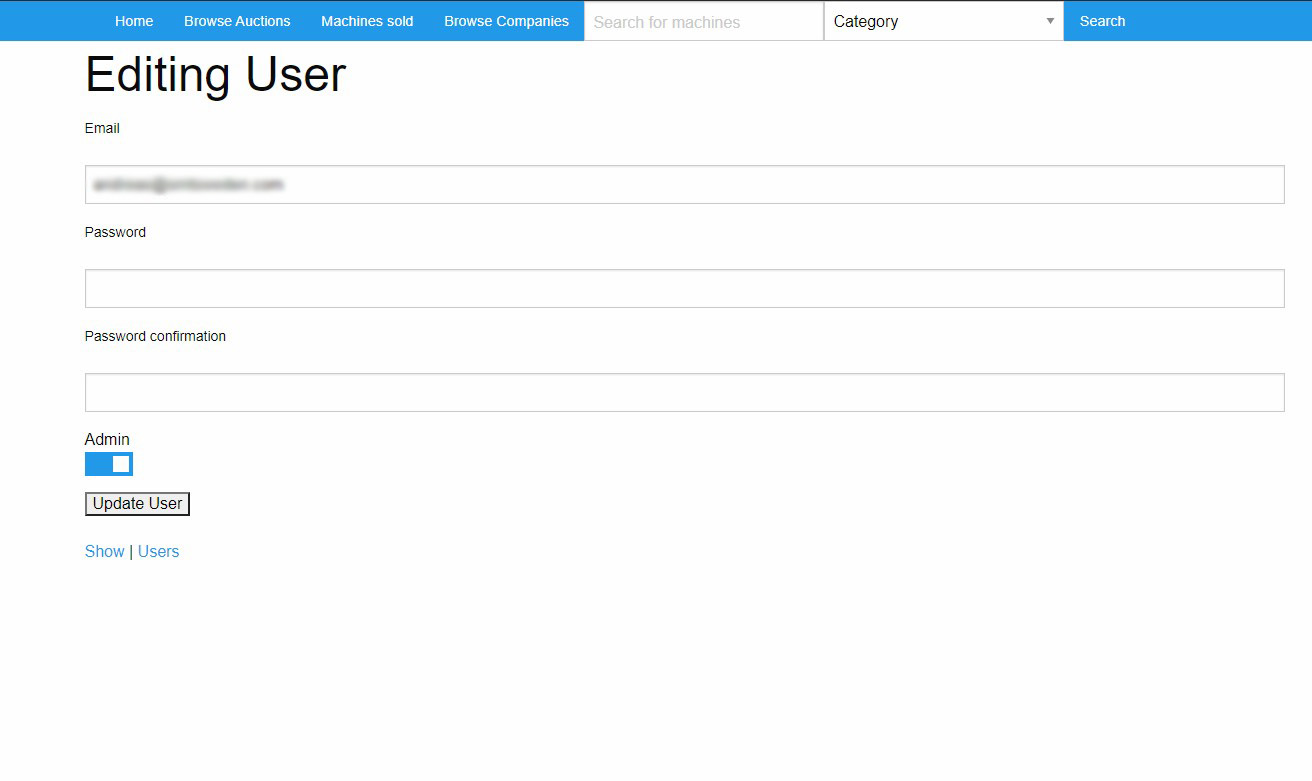 Home Browse Auctions Machines sold Browse Companies Search for machines Category Search
Editing User
Email
Password
Password confirmation
Admin
Update User
Show | Users